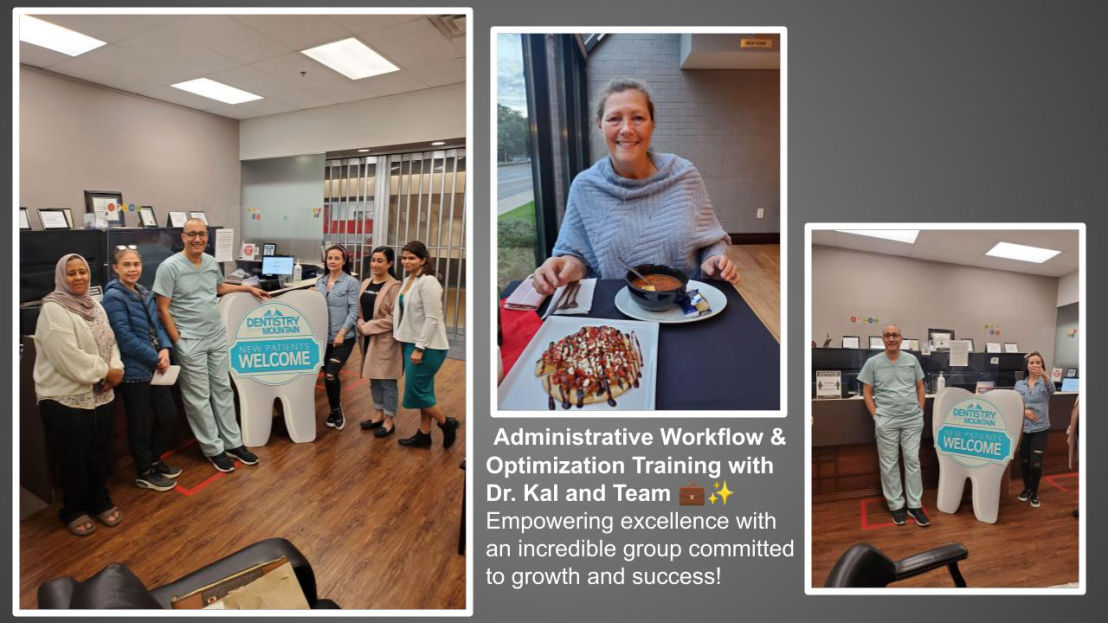 DENTISTRY
MOUNTAIN
NEW PATIENTS
WELCOME
Administrative Workflow &
Optimization Training with
Dr. Kal and Team 💼✨
Empowering excellence with
an incredible group committed
to growth and success!
DENTISTRY
MOUNTAIN
NEW PATIENTS
WELCOME